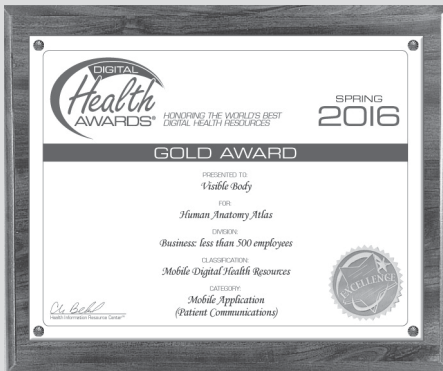 DIGITAL
Health
AWARDS®
HONORING THE WORLD'S BEST
DIGITAL HEALTH RESOURCES
SPRING
2016
GOLD AWARD
PRESENTED TO:
Visible Body
FOR:
Human Anatomy Atlas
DIVISION:
Business: less than 500 employees
CLASSIFICATION:
Mobile Digital Health Resources
CATEGORY:
Mobile Application
(Patient Communications)
EXCELLENCE
Health Information Resource Center™